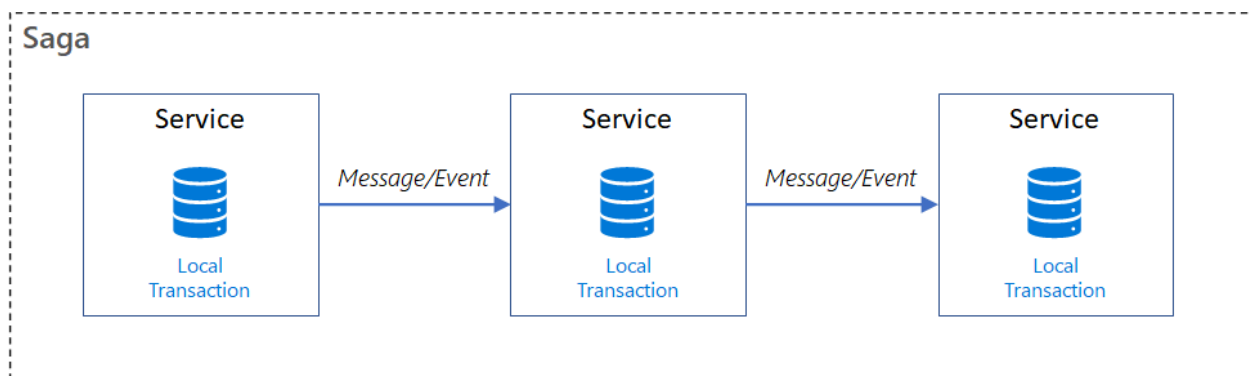 Saga
Service
Service
Service
Message/Event
Message/Event
Local
Transaction
Local
Transaction
Local
Transaction